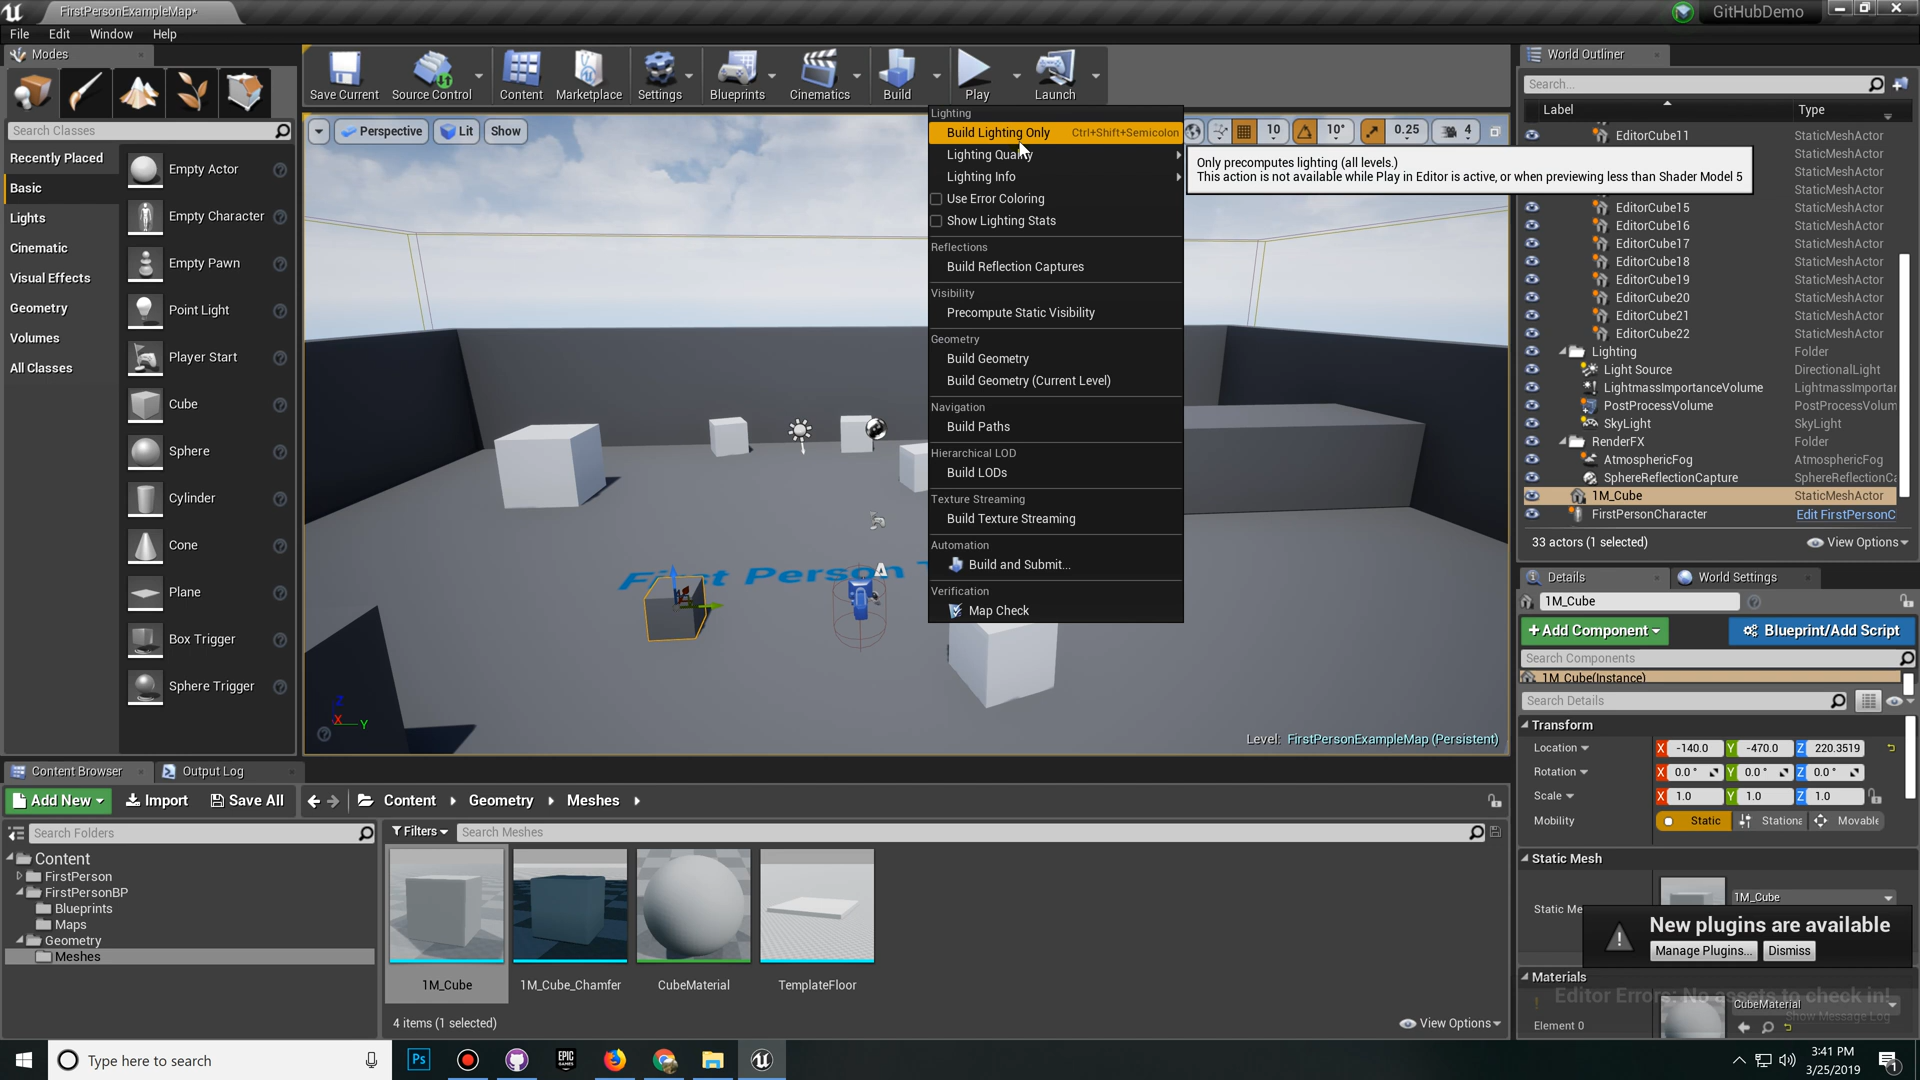 FirstPersonExampleMap*
GitHubDemo
File Edit Window Help
Modes
Search Classes
Recently Placed
Basic
Lights
Cinematic
Visual Effects
Geometry
Volumes
All Classes
Empty Actor
Empty Character
Empty Pawn
Point Light
Player Start
Cube
Sphere
Cylinder
Cone
Plane
Box Trigger
Sphere Trigger
Save Current
Source Control
Content
Marketplace
Settings
Blueprints
Cinematics
Build
Play
Launch
Perspective
Lit
Show
10
10°
0.25
4
Lighting
Build Lighting Only Ctrl+Shift+Semicolon
Lighting Quality
Lighting Info
Use Error Coloring
Show Lighting Stats
Reflections
Build Reflection Captures
Visibility
Precompute Static Visibility
Geometry
Build Geometry
Build Geometry (Current Level)
Navigation
Build Paths
Hierarchical LOD
Build LODs
Texture Streaming
Build Texture Streaming
Automation
Build and Submit...
Verification
Map Check
Only precomputes lighting (all levels.)
This action is not available while Play in Editor is active, or when previewing less than Shader Model 5
First Person
X
Y
Z
Level: FirstPersonExampleMap (Persistent)
World Outliner
Search...
Label Type
EditorCube11 StaticMeshActor
StaticMeshActor
StaticMeshActor
StaticMeshActor
EditorCube15 StaticMeshActor
EditorCube16 StaticMeshActor
EditorCube17 StaticMeshActor
EditorCube18 StaticMeshActor
EditorCube19 StaticMeshActor
EditorCube20 StaticMeshActor
EditorCube21 StaticMeshActor
EditorCube22 StaticMeshActor
Lighting Folder
Light Source DirectionalLight
LightmassImportanceVolume LightmassImportan
PostProcessVolume PostProcessVolum
SkyLight SkyLight
RenderFX Folder
AtmosphericFog AtmosphericFog
SphereReflectionCapture SphereReflectionCa
1M_Cube StaticMeshActor
FirstPersonCharacter Edit FirstPersonC
33 actors (1 selected) View Options
Details
World Settings
1M_Cube
+Add Component
Blueprint/Add Script
Search Components
1M_Cube(Instance)
Search Details
Transform
Location X -140.0 Y -470.0 Z 220.3519
Rotation X 0.0 ° Y 0.0 ° Z 0.0 °
Scale X 1.0 Y 1.0 Z 1.0
Mobility Static Stationa Movable
Static Mesh
Static Me
1M_Cube
New plugins are available
Manage Plugins... Dismiss
Materials
Editor Errors: No assets to check in!
Show Message Log
CubeMaterial
Element 0
Content Browser
Output Log
Add New
Import
Save All
Content Geometry Meshes
Search Folders
Content
FirstPerson
FirstPersonBP
Blueprints
Maps
Geometry
Meshes
Filters
Search Meshes
1M_Cube
1M_Cube_Chamfer
CubeMaterial
TemplateFloor
4 items (1 selected)
View Options
Type here to search
Ps
EPIC
GAMES
3:41 PM
3/25/2019
1